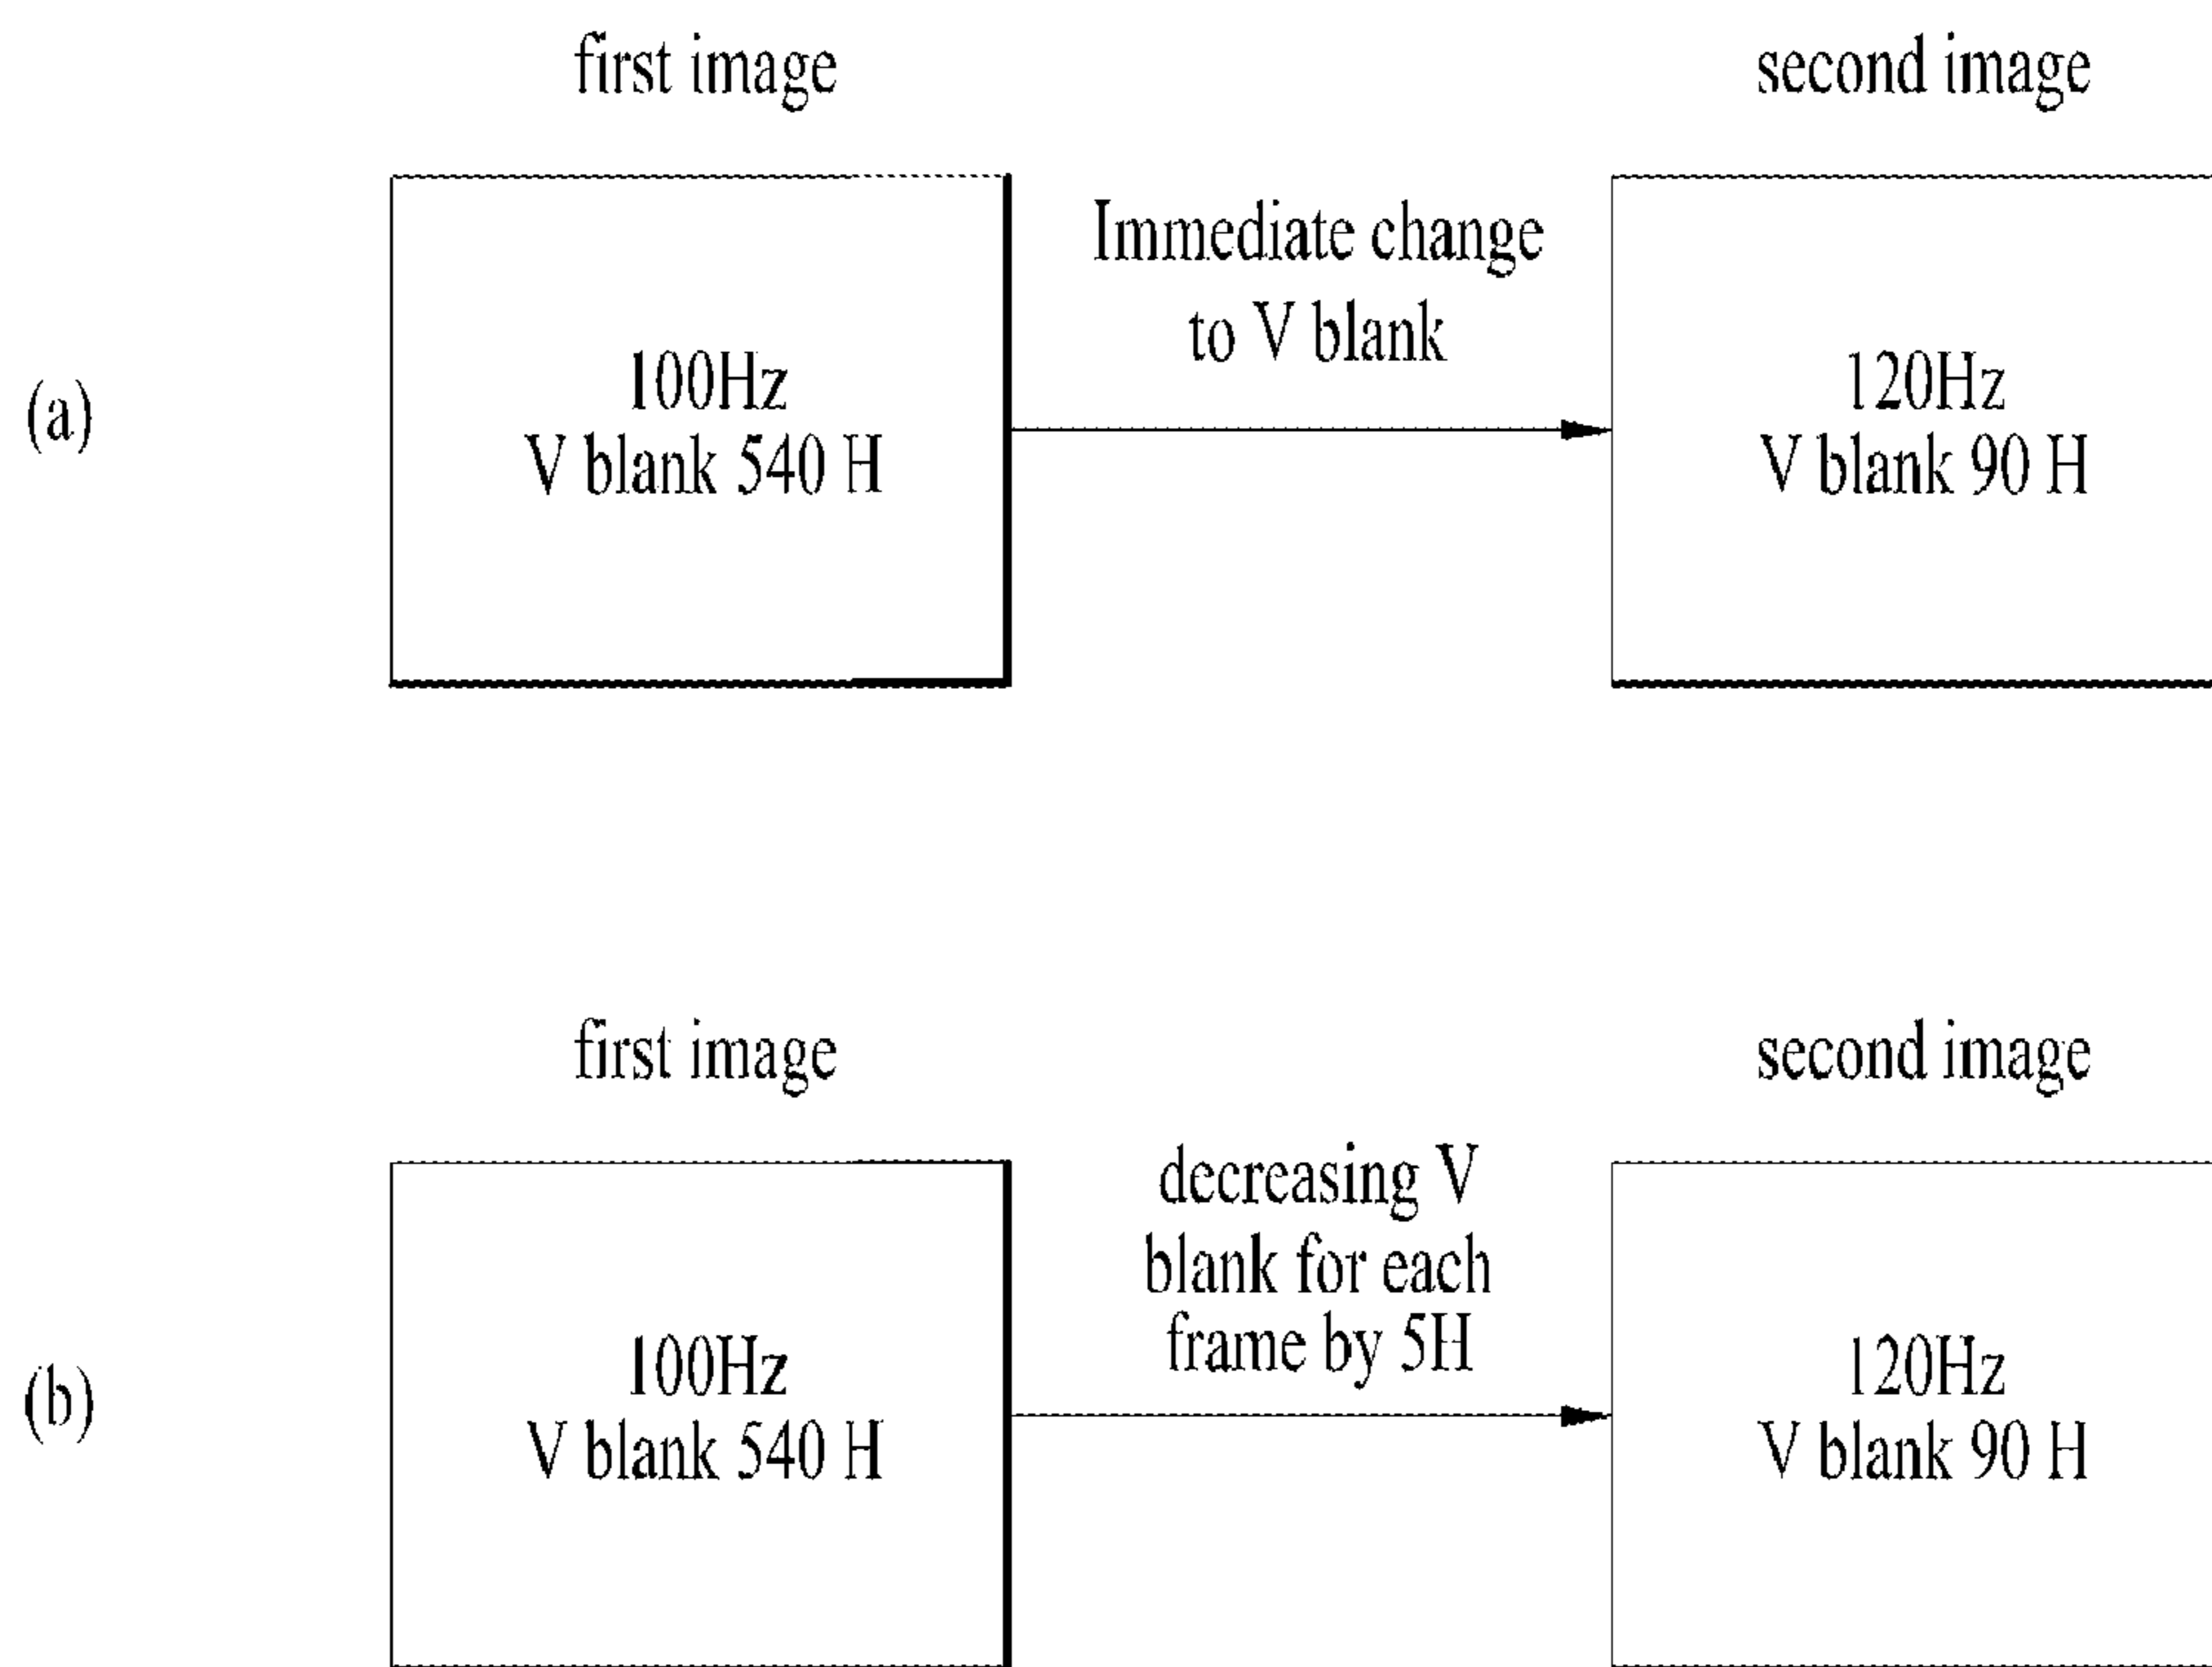 first image
second image
(a)
100Hz
V blank 540 H
Immediate change
to V blank
120Hz
V blank 90 H
first image
second image
(b)
100Hz
V blank 540 H
decreasing V
blank for each
frame by 5H
120Hz
V blank 90 H